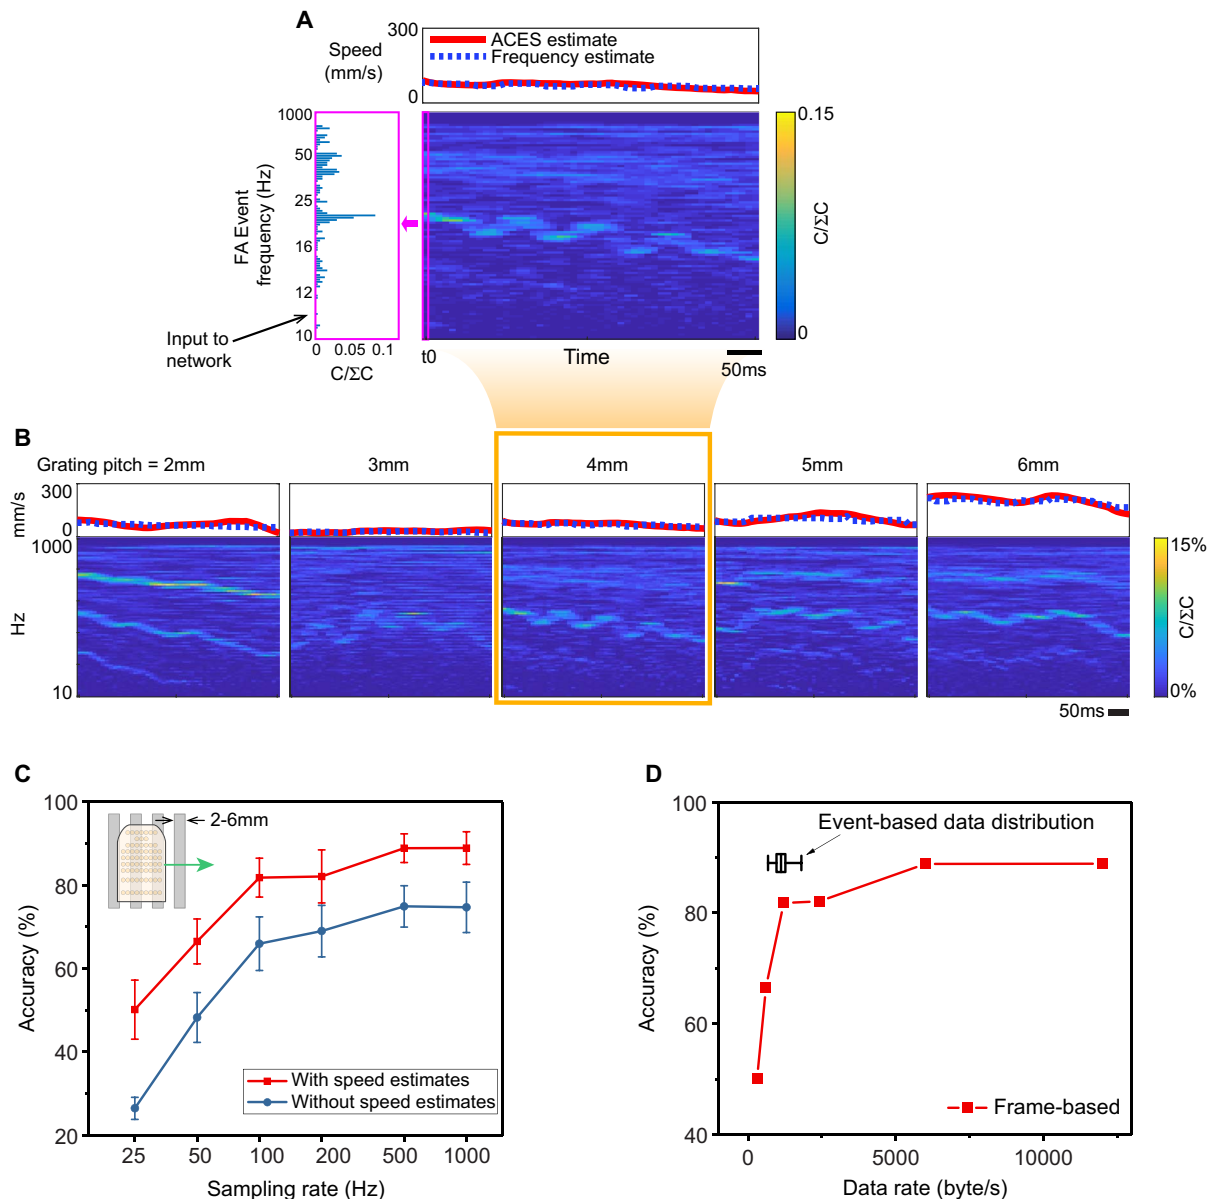 A
Speed
(mm/s)
300
0
ACES estimate
Frequency estimate
FA Event
frequency (Hz)
1000
50
25
16
12
10
Input to
network
0 0.05 0.1
C/ΣC
t0
Time
50ms
0.15
0
C/ΣC
B
Grating pitch = 2mm
3mm
4mm
5mm
6mm
mm/s
300
0
Hz
1000
10
15%
0%
C/ΣC
50ms
C
Accuracy (%)
100
80
60
40
20
2-6mm
With speed estimates
Without speed estimates
25 50 100 200 500 1000
Sampling rate (Hz)
D
Accuracy (%)
100
80
60
40
Event-based data distribution
Frame-based
0 5000 10000
Data rate (byte/s)